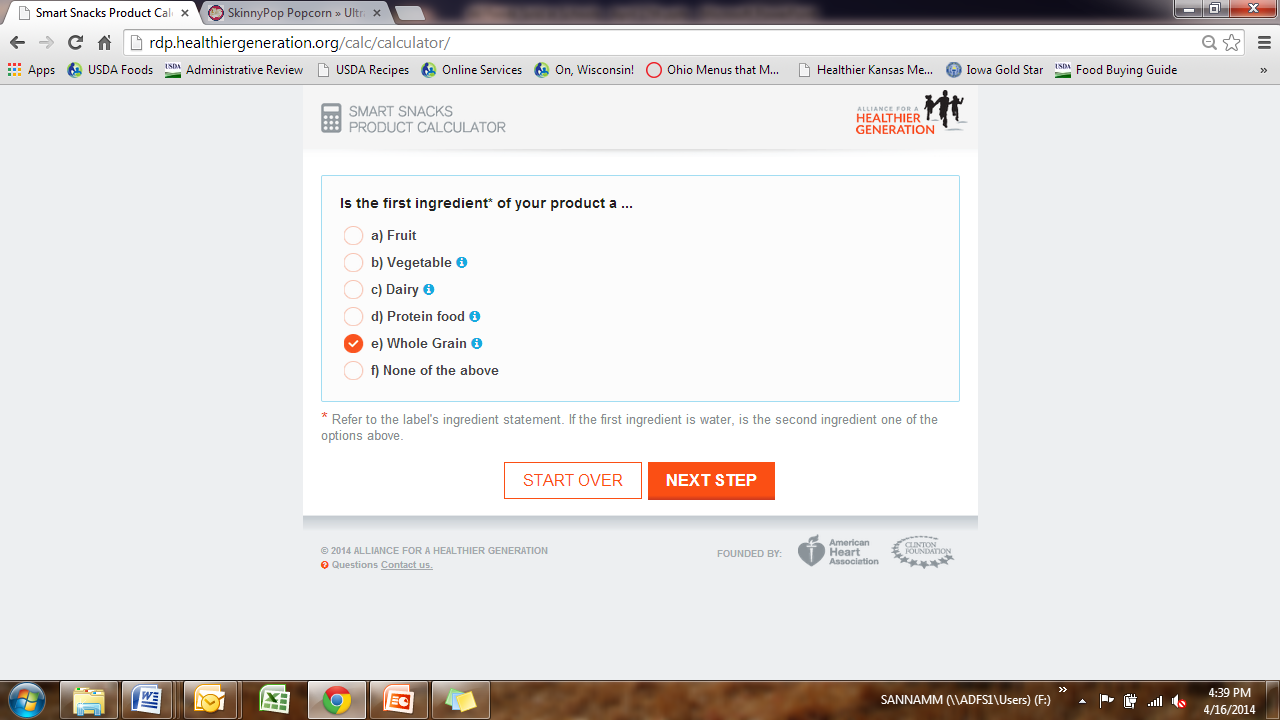 Smart Snacks Product Cal
SkinnyPop Popcorn » Ultr
rdp.healthiergeneration.org/calc/calculator/
Apps
USDA Foods
USDA
Administrative Review
USDA Recipes
Online Services
On, Wisconsin!
Ohio Menus that M...
Healthier Kansas Me...
Iowa Gold Star
USDA
Food Buying Guide
»
SMART SNACKS
PRODUCT CALCULATOR
ALLIANCE FOR A
HEALTHIER
GENERATION
Is the first ingredient* of your product a ...
a) Fruit
b) Vegetable
c) Dairy
d) Protein food
e) Whole Grain
f) None of the above
* Refer to the label's ingredient statement. If the first ingredient is water, is the second ingredient one of the
options above.
START OVER
NEXT STEP
© 2014 ALLIANCE FOR A HEALTHIER GENERATION
Questions Contact us.
FOUNDED BY:
American
Heart
Association
CLINTON
FOUNDATION
SANNAMM (\\ADFS1\Users) (F:)
»
4:39 PM
4/16/2014